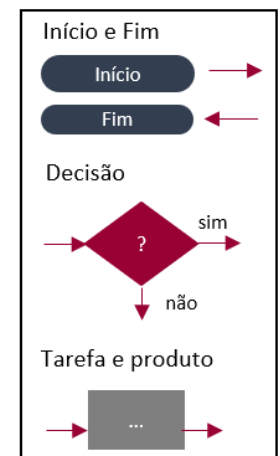 Início e Fim
Início
Fim
Decisão
?
sim
não
Tarefa e produto
...